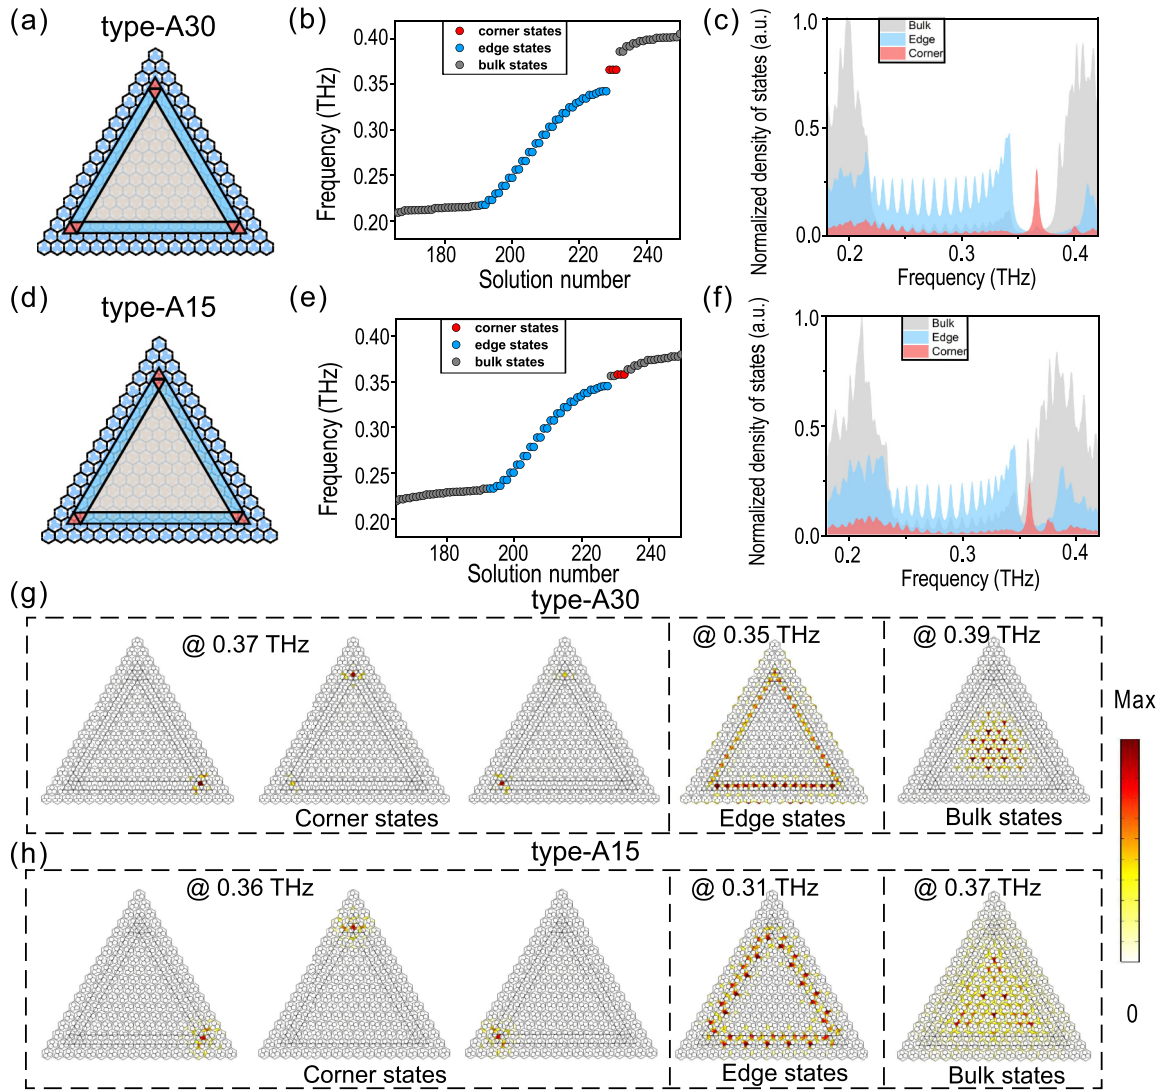 (a)
type-A30
(b)
corner states
edge states
bulk states
0.40
0.35
0.30
0.25
0.20
Frequency (THz)
180 200 220 240
Solution number
(c)
Bulk
Edge
Corner
1.0
0.5
0.0
Normalized density of states (a.u.)
0.2 0.3 0.4
Frequency (THz)
(d)
type-A15
(e)
corner states
edge states
bulk states
0.40
0.35
0.30
0.25
0.20
Frequency (THz)
180 200 220 240
Solution number
(f)
Bulk
Edge
Corner
1.0
0.5
0.0
Normalized density of states (a.u.)
0.2 0.3 0.4
Frequency (THz)
(g)
type-A30
@ 0.37 THz
@ 0.35 THz
@ 0.39 THz
Corner states
Edge states
Bulk states
(h)
type-A15
@ 0.36 THz
@ 0.31 THz
@ 0.37 THz
Corner states
Edge states
Bulk states
Max
0